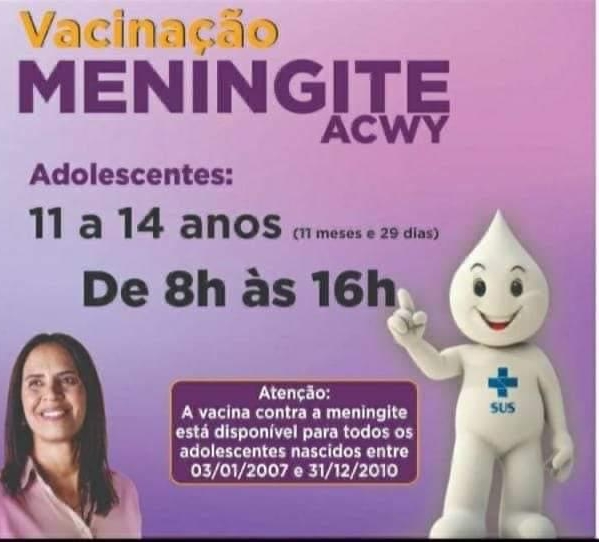 Vacinação
MENINGITE
ACWY
Adolescentes:
11 a 14 anos (11 meses e 29 dias)
De 8h às 16h
Atenção:
A vacina contra a meningite
está disponível para todos os
adolescentes nascidos entre
03/01/2007 e 31/12/2010
SUS